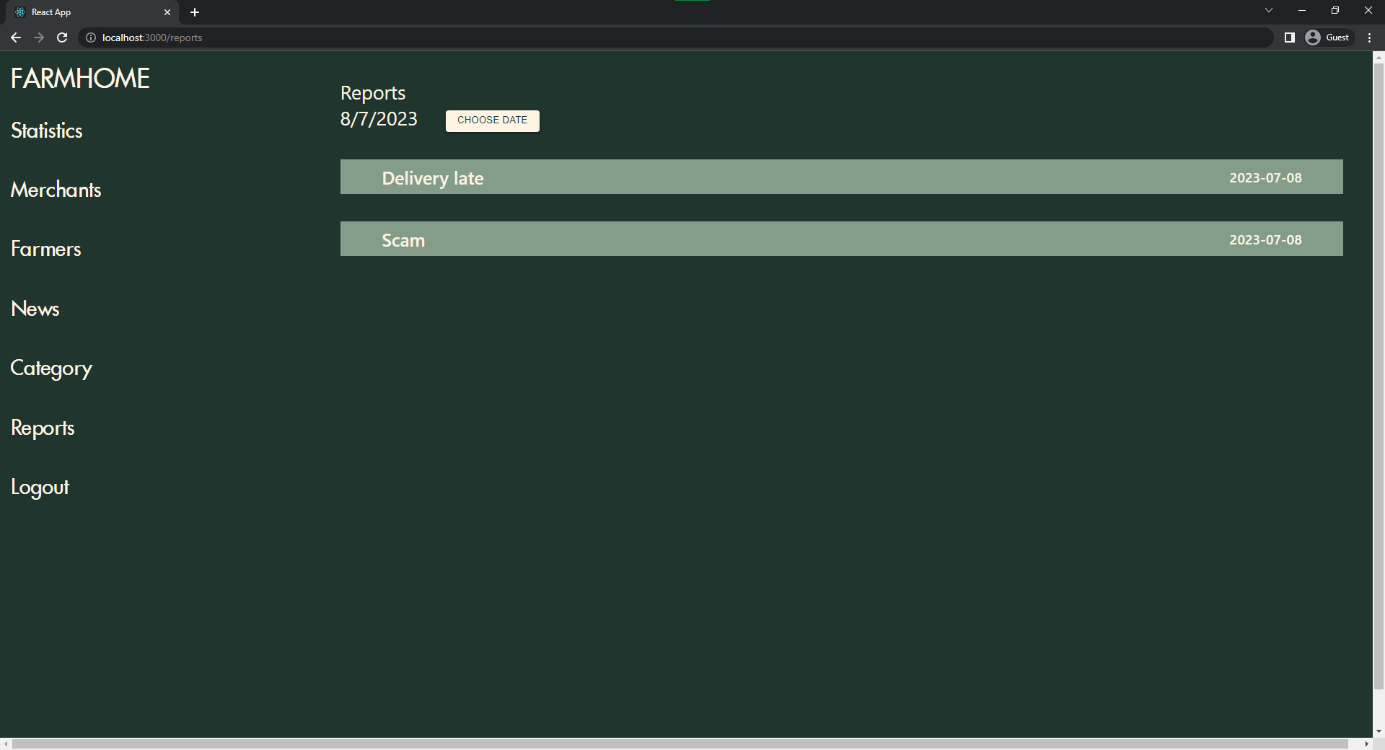 React App
localhost:3000/reports
Guest
FARMHOME
Statistics
Merchants
Farmers
News
Category
Reports
Logout
Reports
8/7/2023
CHOOSE DATE
Delivery late 2023-07-08
Scam 2023-07-08